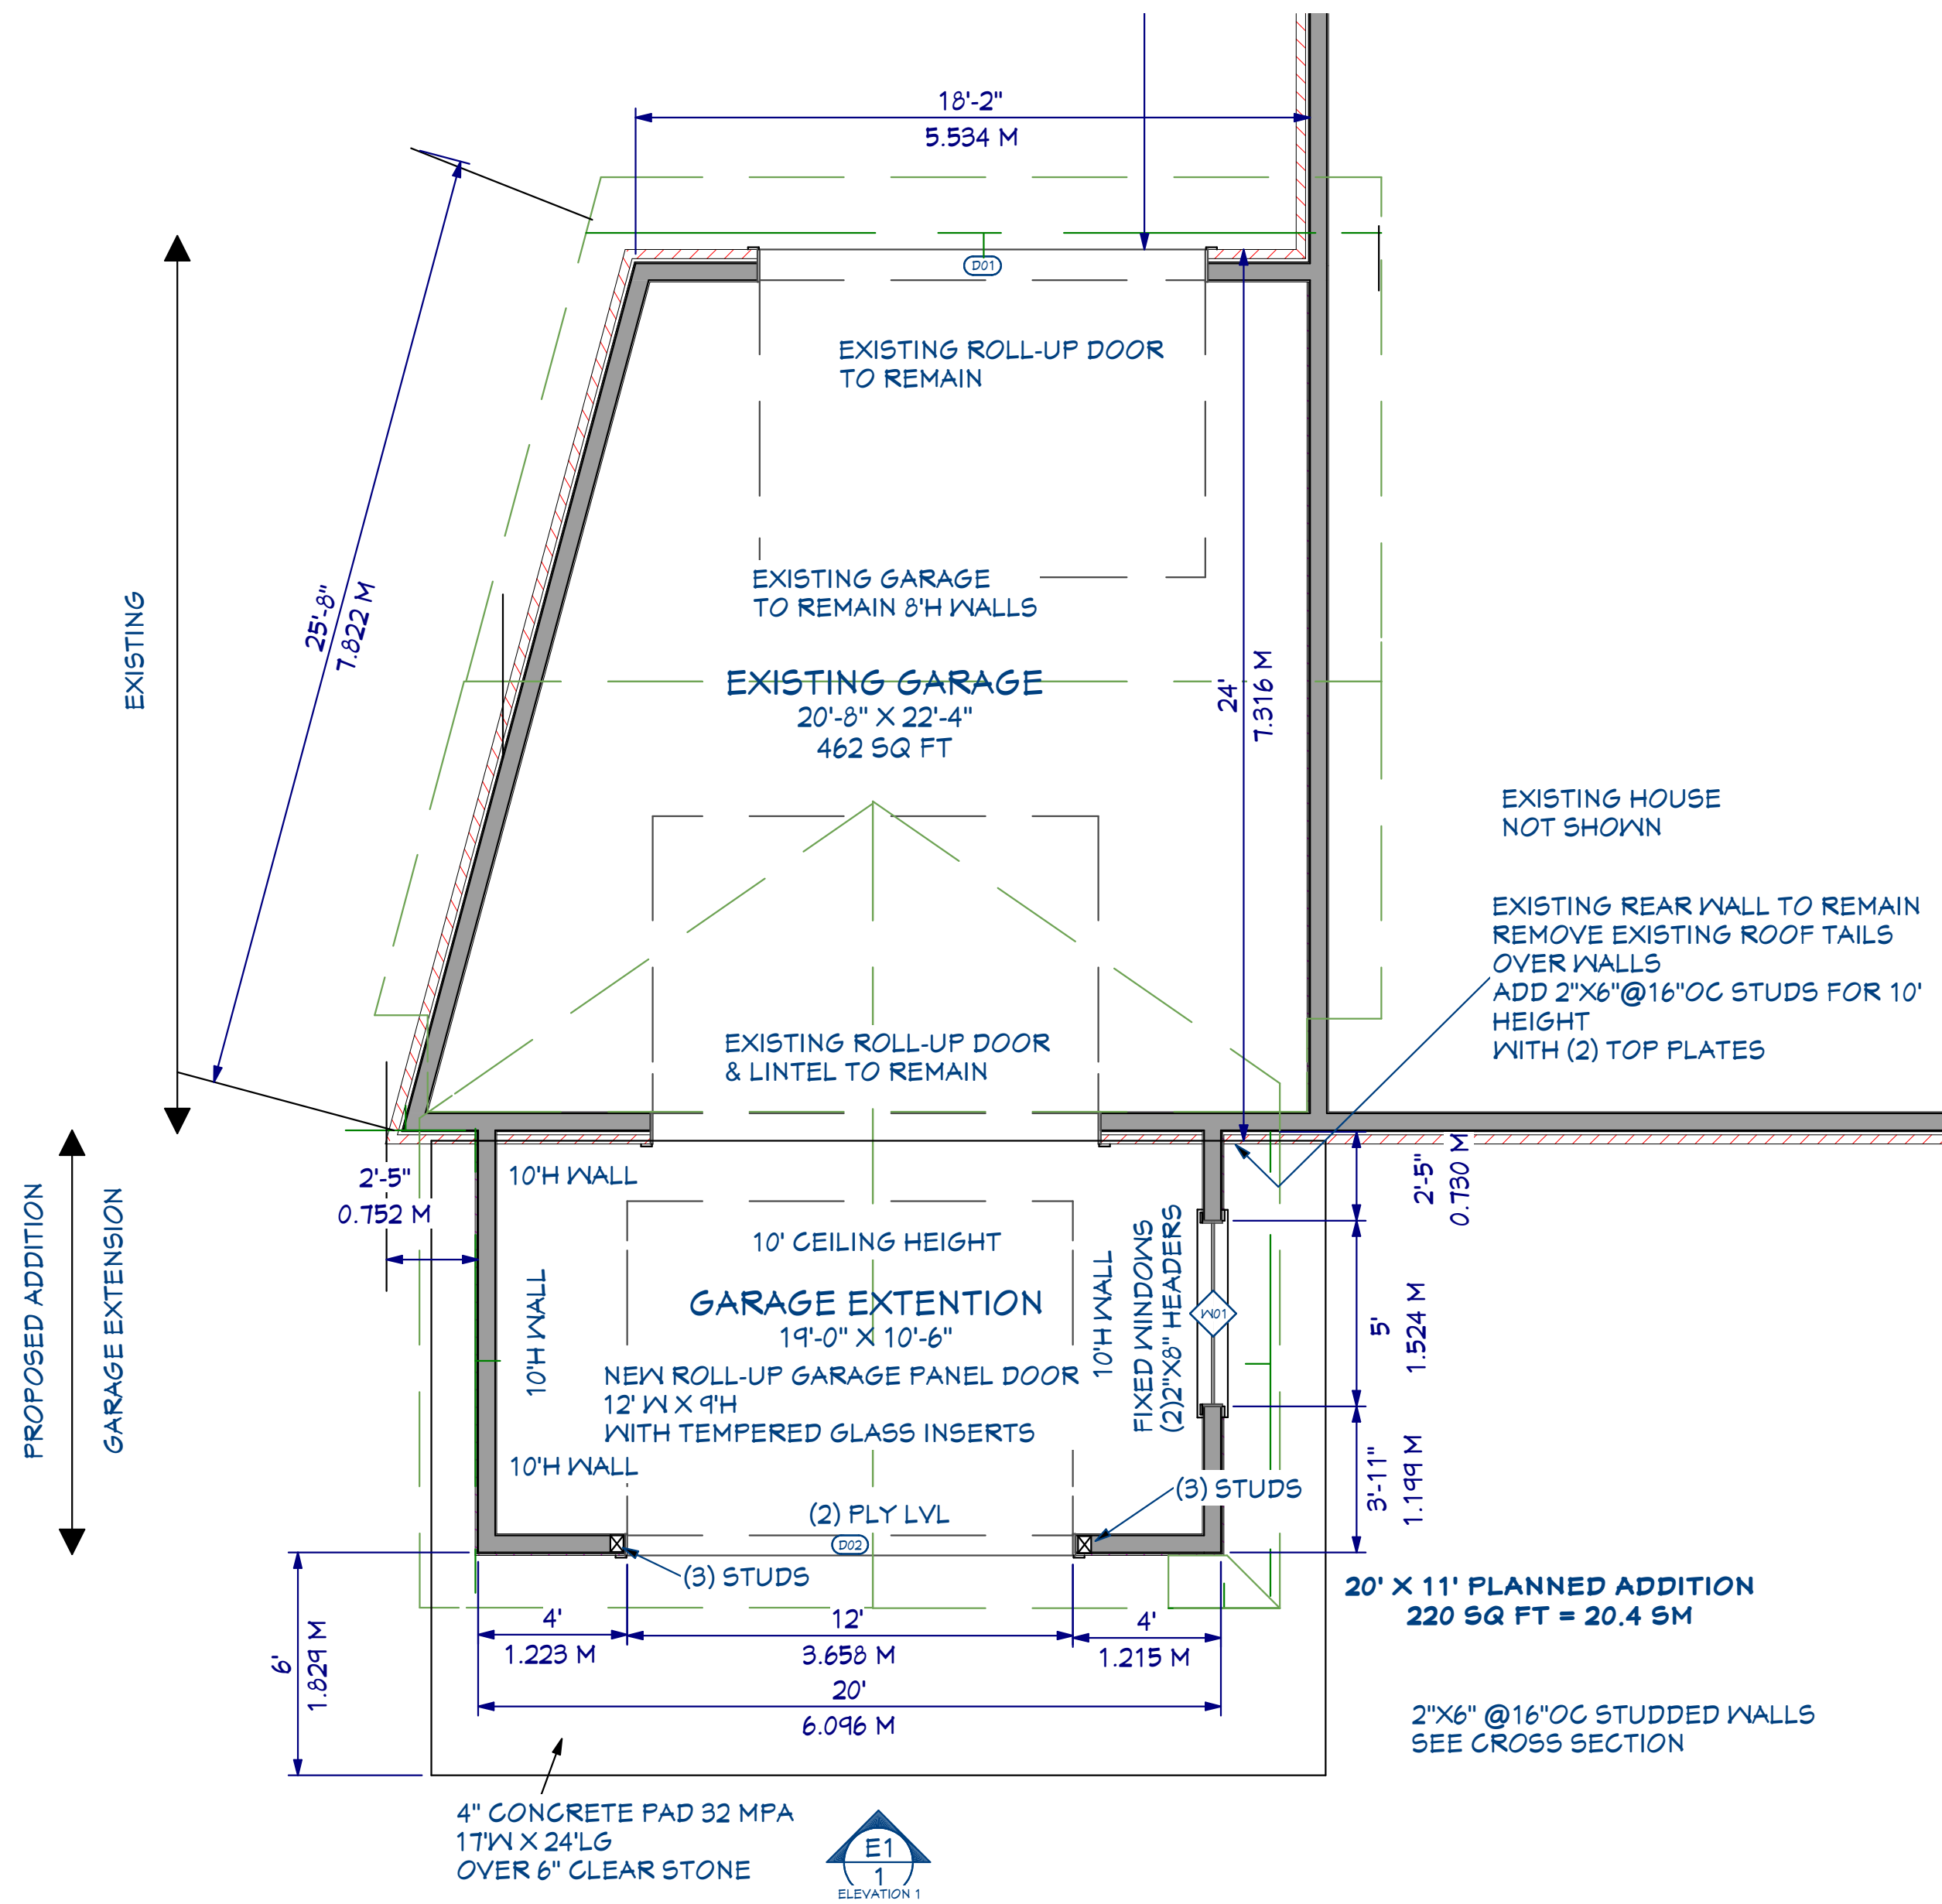 18'-2"
5.534 M
D01
EXISTING ROLL-UP DOOR
TO REMAIN
25'-8"
7.822 M
EXISTING
EXISTING GARAGE
TO REMAIN 8'H WALLS
EXISTING GARAGE
20'-8" X 22'-4"
462 SQ FT
24'
7.316 M
EXISTING HOUSE
NOT SHOWN
EXISTING REAR WALL TO REMAIN
REMOVE EXISTING ROOF TAILS
OVER WALLS
ADD 2"X6"@16"OC STUDS FOR 10'
HEIGHT
WITH (2) TOP PLATES
EXISTING ROLL-UP DOOR
& LINTEL TO REMAIN
2'-5"
0.752 M
10'H WALL
2'-5"
0.730 M
PROPOSED ADDITION
GARAGE EXTENSION
10' CEILING HEIGHT
10'H WALL
GARAGE EXTENTION
19'-0" X 10'-6"
10'H WALL
FIXED WINDOWS
(2)2"X8" HEADERS
W01
5'
1.524 M
NEW ROLL-UP GARAGE PANEL DOOR
12' W X 9'H
WITH TEMPERED GLASS INSERTS
10'H WALL
3'-11"
1.199 M
(3) STUDS
(2) PLY LVL
D02
(3) STUDS
20' X 11' PLANNED ADDITION
220 SQ FT = 20.4 SM
4'
1.223 M
12'
3.658 M
4'
1.215 M
6'
1.829 M
20'
6.096 M
2"X6" @16"OC STUDDED WALLS
SEE CROSS SECTION
4" CONCRETE PAD 32 MPA
17'W X 24'LG
OVER 6" CLEAR STONE
E1
1
ELEVATION 1